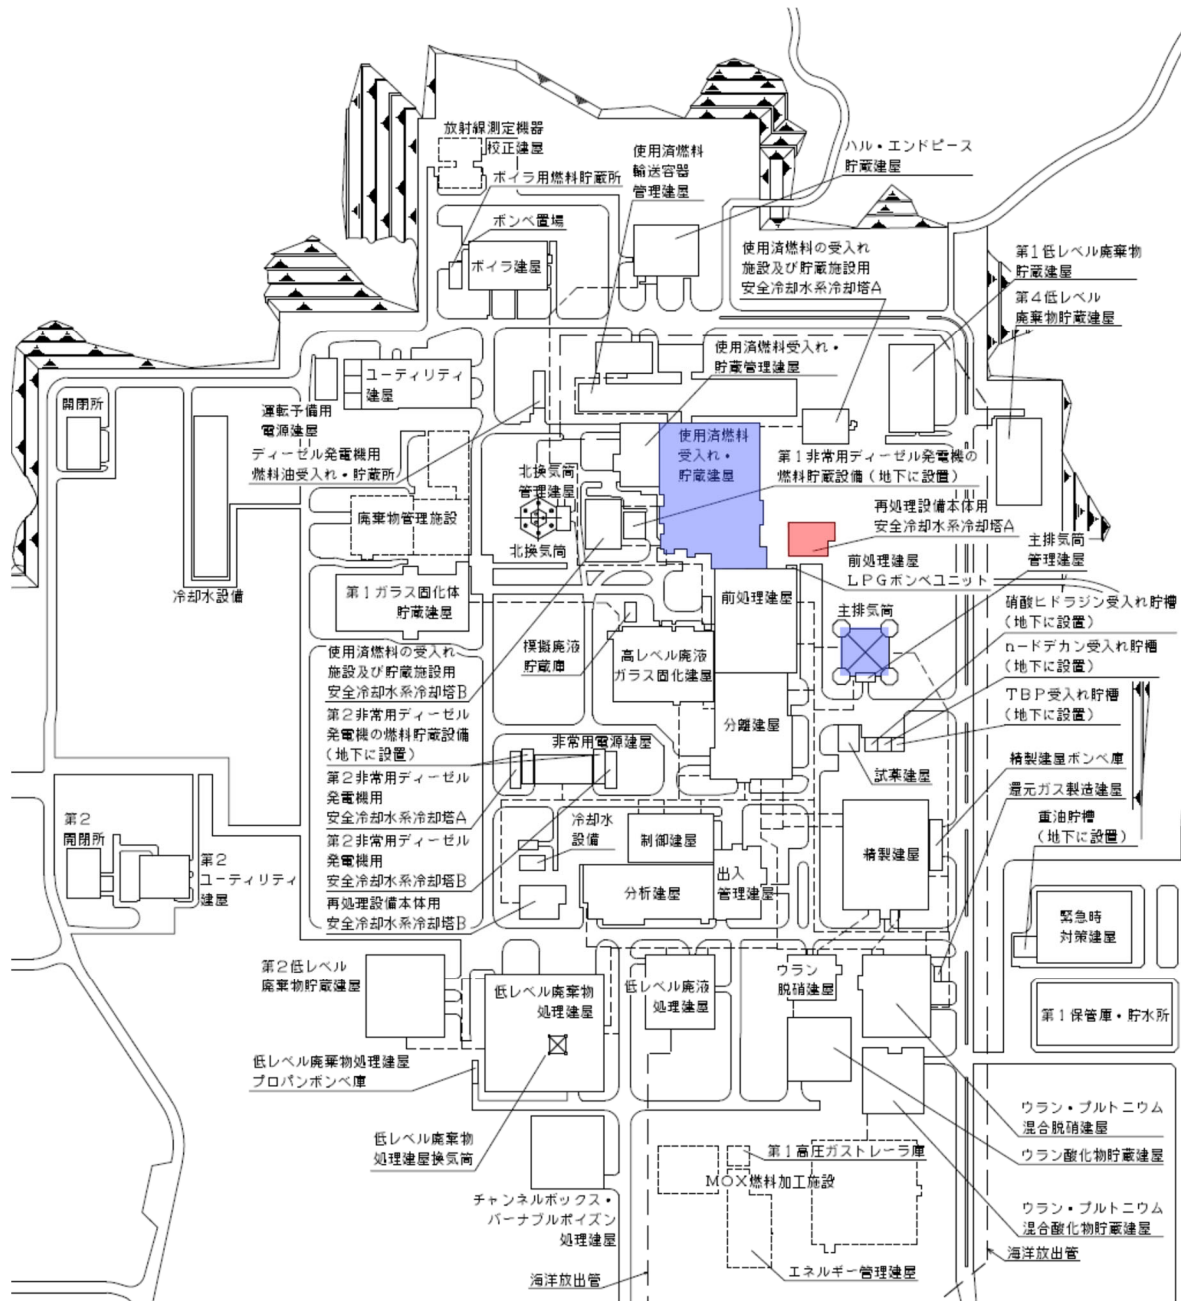 放射線測定機器
校正建屋
ボイラ用燃料貯蔵所
ボンベ置場
ボイラ建屋
使用済燃料
輸送容器
管理建屋
ハル・エンドピース
貯蔵建屋
使用済燃料の受入れ
施設及び貯蔵施設用
安全冷却水系冷却塔A
第1低レベル廃棄物
貯蔵建屋
第4低レベル
廃棄物貯蔵建屋
使用済燃料受入れ・
貯蔵管理建屋
ユーティリティ
建屋
開閉所
運転予備用
電源建屋
ディーゼル発電機用
燃料油受入れ・貯蔵所
北換気筒
管理建屋
使用済燃料
受入れ・
貯蔵建屋
第1非常用ディーゼル発電機の
燃料貯蔵設備(地下に設置)
再処理設備本体用
安全冷却水系冷却塔A
主排気筒
管理建屋
廃棄物管理施設
北換気筒
前処理建屋
LPGボンベユニット
冷却水設備
第1ガラス固化体
貯蔵建屋
前処理建屋
主排気筒
硝酸ヒドラジン受入れ貯槽
(地下に設置)
n-ドデカン受入れ貯槽
(地下に設置)
TBP受入れ貯槽
(地下に設置)
模擬廃液
貯蔵庫
高レベル廃液
ガラス固化建屋
使用済燃料の受入れ
施設及び貯蔵施設用
安全冷却水系冷却塔B
第2非常用ディーゼル
発電機の燃料貯蔵設備
(地下に設置)
非常用電源建屋
分離建屋
試薬建屋
精製建屋ボンベ庫
還元ガス製造建屋
重油貯槽
(地下に設置)
第2非常用ディーゼル
発電機用
安全冷却水系冷却塔A
第2非常用ディーゼル
発電機用
安全冷却水系冷却塔B
再処理設備本体用
安全冷却水系冷却塔B
冷却水
設備
制御建屋
精製建屋
出入
管理建屋
分析建屋
第2
開閉所
第2
ユーティリティ
建屋
緊急時
対策建屋
第2低レベル
廃棄物貯蔵建屋
低レベル廃棄物
処理建屋
低レベル廃液
処理建屋
ウラン
脱硝建屋
第1保管庫・貯水所
低レベル廃棄物処理建屋
プロパンボンベ庫
低レベル廃棄物
処理建屋換気筒
ウラン・プルトニウム
混合脱硝建屋
ウラン酸化物貯蔵建屋
第1高圧ガストレーラ庫
MOX燃料加工施設
チャンネルボックス・
バーナブルポイズン
処理建屋
ウラン・プルトニウム
混合酸化物貯蔵建屋
海洋放出管
エネルギー管理建屋
海洋放出管